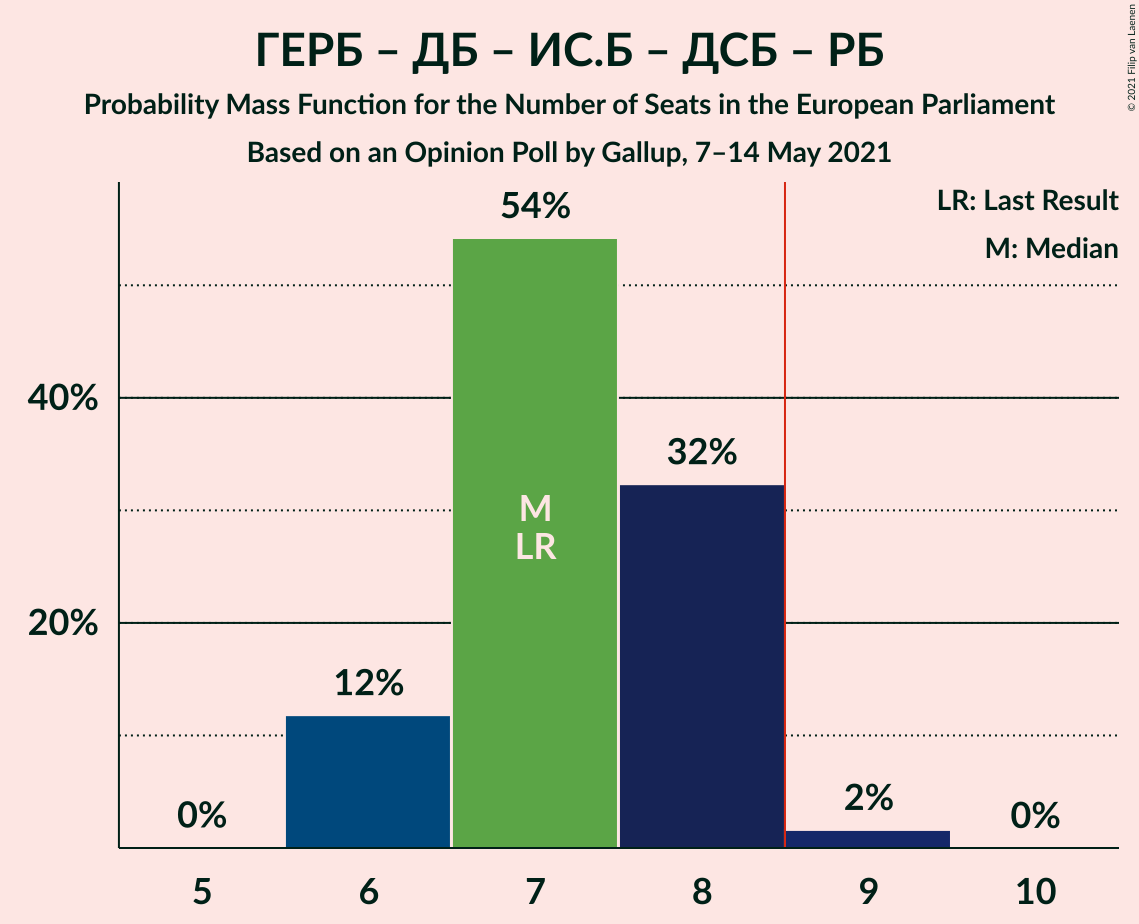 ГЕРБ – ДБ – ИС.Б – ДСБ – РБ
Probability Mass Function for the Number of Seats in the European Parliament
Based on an Opinion Poll by Gallup, 7–14 May 2021
© 2021 Filip van Laenen
LR: Last Result
M: Median
54%
40%
32%
M
LR
20%
12%
0%
2%
0%
5 6 7 8 9 10